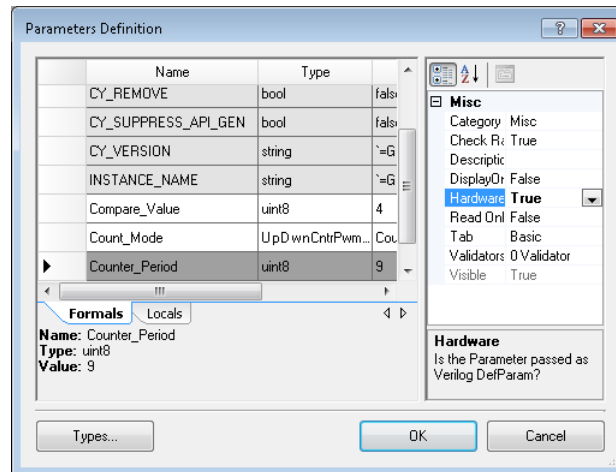 Parameters Definition
Name Type
CY_REMOVE bool fals
CY_SUPPRESS_API_GEN bool fals
CY_VERSION string `=G
INSTANCE_NAME string `=G
Compare_Value uint8 4
Count_Mode UpDwnCntrPwm... Cou
Counter_Period uint8 9
Formals Locals
Name: Counter_Period
Type: uint8
Value: 9
Misc
Category Misc
Check Ra True
Descriptic
DisplayOr False
Hardware True
Read Onl False
Tab Basic
Validators 0 Validator
Visible True
Hardware
Is the Parameter passed as
Verilog DefParam?
Types...
OK
Cancel